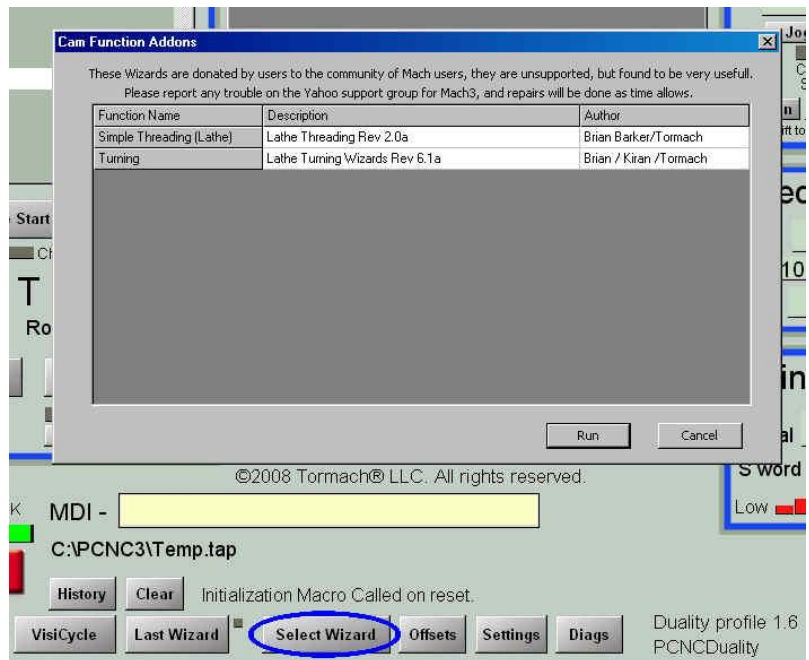 Cam Function Addons
These Wizards are donated by users to the community of Mach users, they are unsupported, but found to be very usefull.
Please report any trouble on the Yahoo support group for Mach3, and repairs will be done as time allows.
Function Name Description Author
Simple Threading (Lathe) Lathe Threading Rev 2.0a Brian Barker/Tormach
Turning Lathe Turning Wizards Rev 6.1a Brian / Kiran /Tormach
Run Cancel
Start
T
10
©2008 Tormach® LLC. All rights reserved.
S word
Low
MDI -
C:\PCNC3\Temp.tap
History Clear Initialization Macro Called on reset.
VisiCycle Last Wizard Select Wizard Offsets Settings Diags
Duality profile 1.6
PCNCDuality